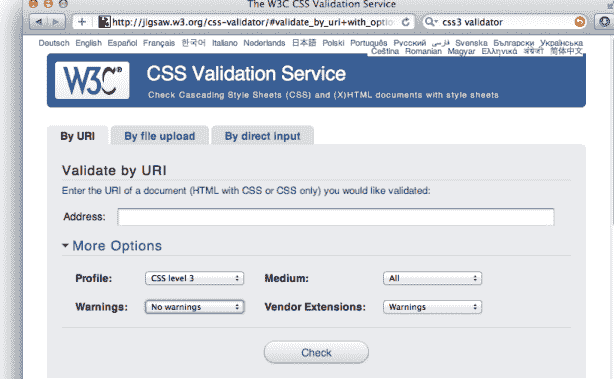 The W3C CSS Validation Service
http://jigsaw.w3.org/css-validator/#validate_by_uri+with_optio
css3 validator
Deutsch English Español Français 한국어 Italiano Nederlands 日本語 Polski Português Русский فارسی Svenska Български Українська
Čeština Romanian Magyar Ελληνικά 简体中文
W3C® CSS Validation Service
Check Cascading Style Sheets (CSS) and (X)HTML documents with style sheets
By URI By file upload By direct input
Validate by URI
Enter the URI of a document (HTML with CSS or CSS only) you would like validated:
Address:
More Options
Profile: CSS level 3 Medium: All
Warnings: No warnings Vendor Extensions: Warnings
Check